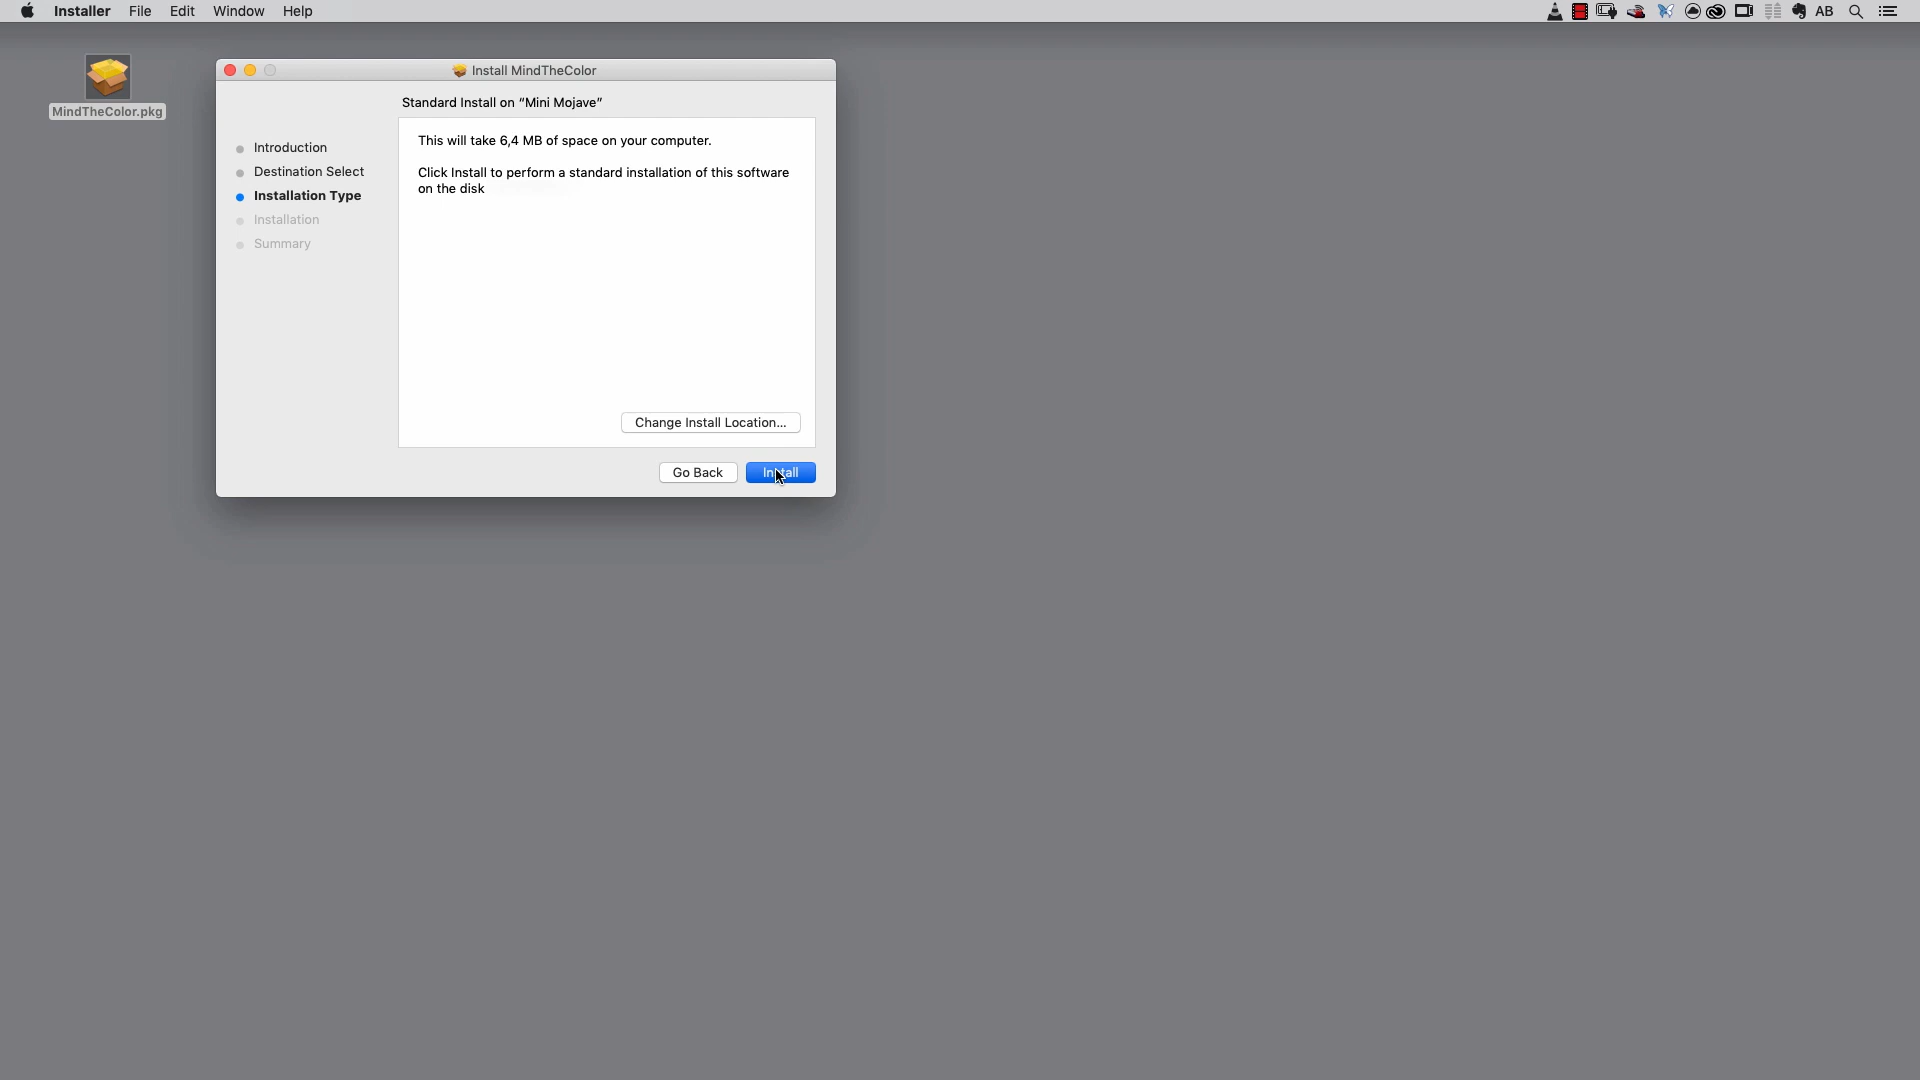 Installer File Edit Window Help AB
MindTheColor.pkg
Install MindTheColor
Standard Install on “Mini Mojave”
Introduction
Destination Select
Installation Type
Installation
Summary
This will take 6,4 MB of space on your computer.
Click Install to perform a standard installation of this software
on the disk
Change Install Location...
Go Back
Install